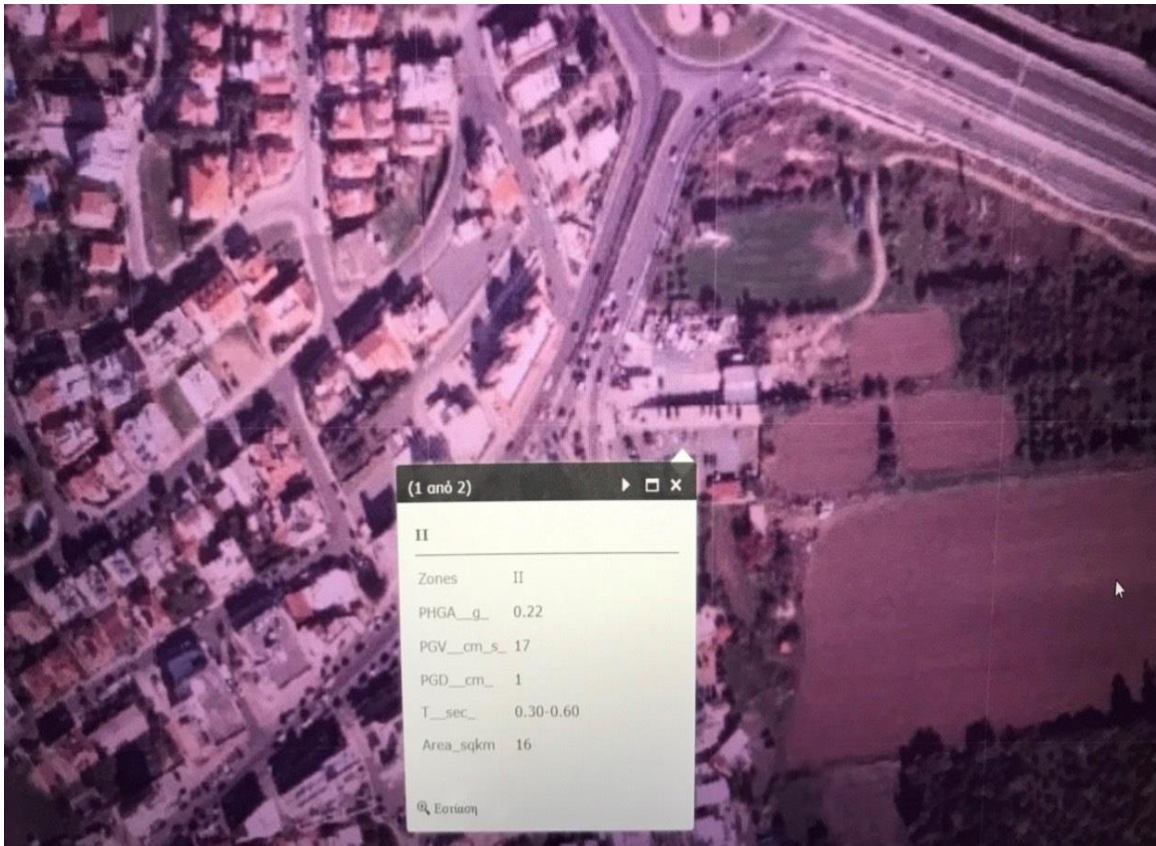 (1 από 2)
II
Zones II
PHGA__g_ 0.22
PGV__cm_s_ 17
PGD__cm_ 1
T__sec_ 0.30-0.60
Area_sqkm 16
Εστίαση